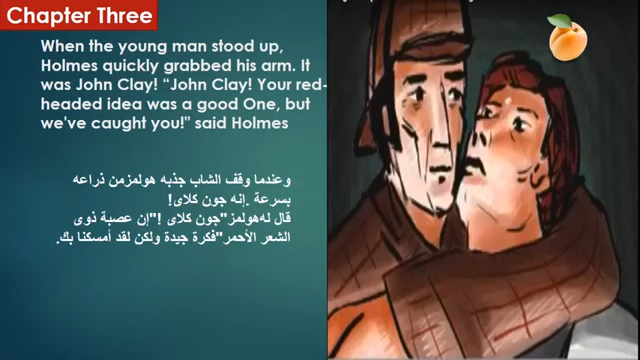 Chapter Three
When the young man stood up,
Holmes quickly grabbed his arm. It
was John Clay! “John Clay! Your red-
headed idea was a good One, but
we've caught you!" said Holmes
وعندما وقف الشاب جذبه هولمزمن ذراعه
بسرعة .إنه جون كلاى!
قال له‌هولمز"جون كلاى !"إن عصبة ذوى
الشعر الأحمر"فكرة جيدة ولكن لقد أمسكنا بك.